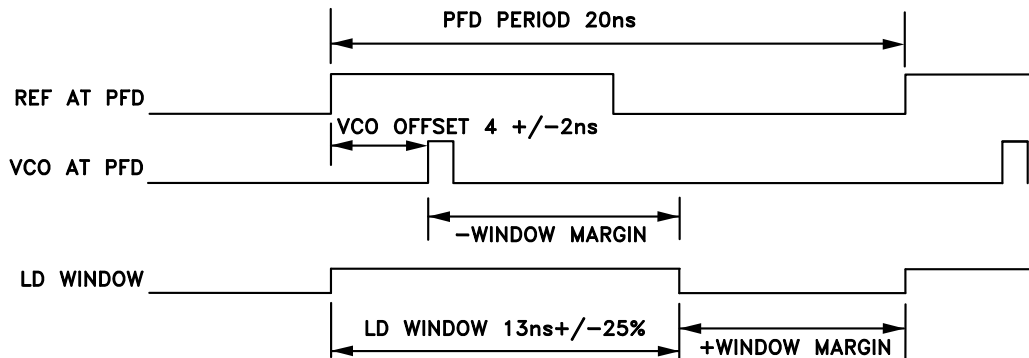 PFD PERIOD 20ns
REF AT PFD
VCO OFFSET 4 +/-2ns
VCO AT PFD
-WINDOW MARGIN
LD WINDOW
LD WINDOW 13ns+/-25%
+WINDOW MARGIN